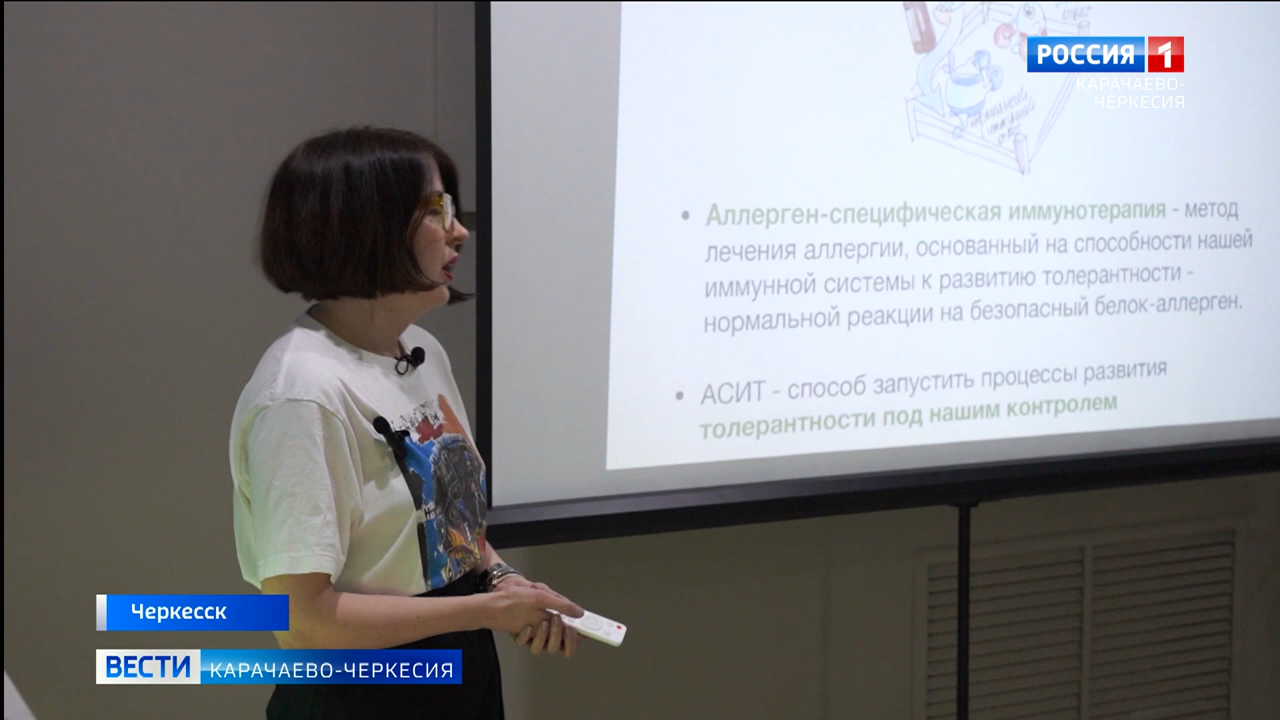 РОССИЯ 1
КАРАЧАЕВО-
ЧЕРКЕСИЯ
• Аллерген-специфическая иммунотерапия - метод
лечения аллергии, основанный на способности нашей
иммунной системы к развитию толерантности -
нормальной реакции на безопасный белок-аллерген.
• АСИТ - способ запустить процессы развития
толерантности под нашим контролем
Черкесск
ВЕСТИ КАРАЧАЕВО-ЧЕРКЕСИЯ